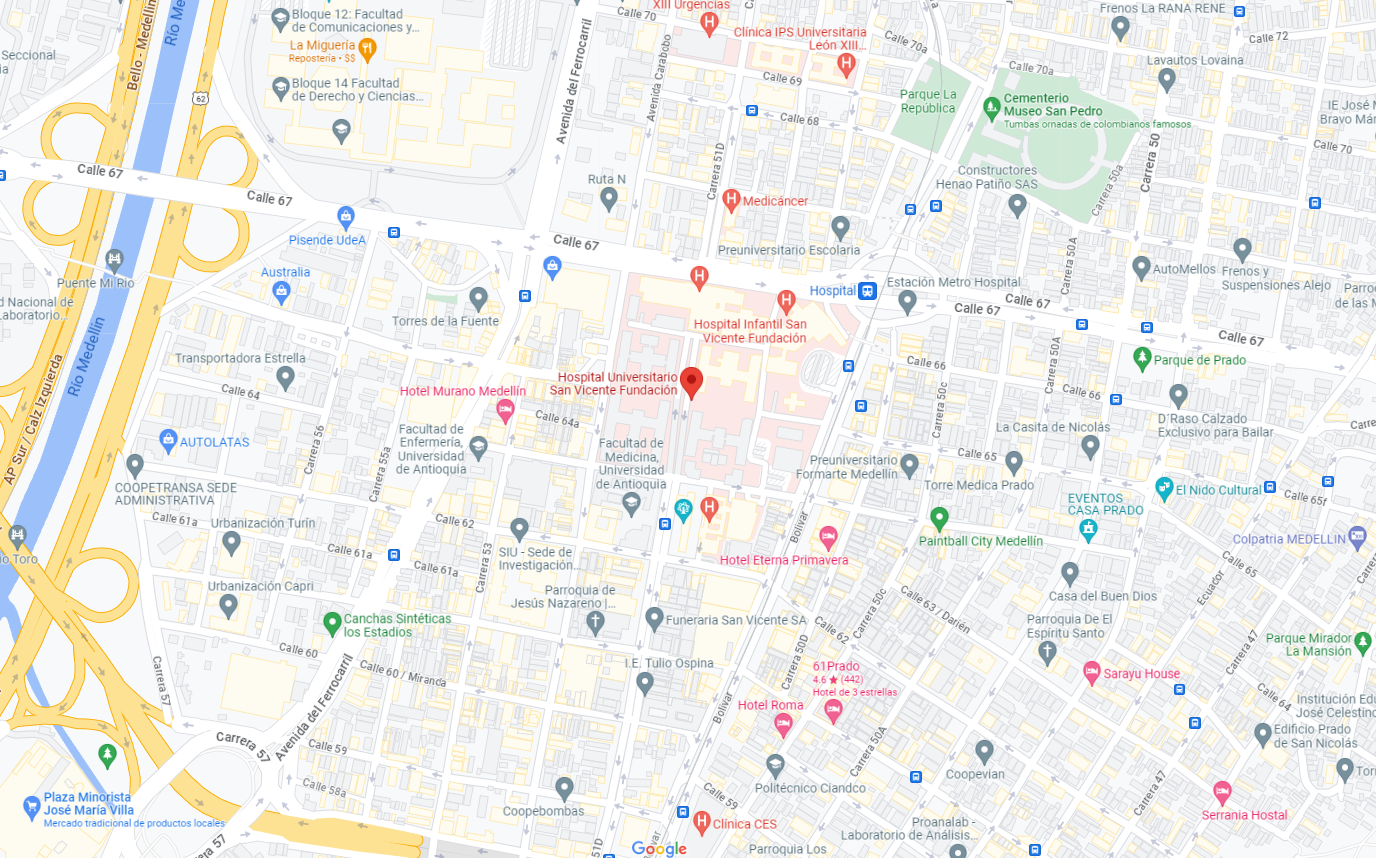 XIII Urgencias
Calle 70
Bloque 12: Facultad
de Comunicaciones y...
Río Me
Bello - Medellín
Seccional
ia
La Miguería
Repostería • $$
Bloque 14 Facultad
de Derecho y Ciencias...
62
Avenida del Ferrocarril
Avenida Carabobo
Clínica IPS Universitaria
León XIII...
Calle 70a
Frenos La RANA RENE
Calle 72
Lavautos Lovaina
Calle 70a
Calle 69
Parque La
República
Cementerio
Museo San Pedro
Tumbas ornadas de colombianos famosos
IE José M
Bravo Már
Calle 70
Calle 68
Carrera 51D
Carrera 50
Constructores
Henao Patiño SAS
Carrera 50a
Calle 67
Calle 67
Ruta N
Medicáncer
Pisende UdeA
Calle 67
Preuniversitario Escolaria
Carrera 50A
AutoMellos
Frenos y
Suspensiones Alejo
Puente Mi Río
Australia
Hospital
Estación Metro Hospital
Parro
de las M
d Nacional de
Laboratorio...
Torres de la Fuente
Calle 67
Calle 67
Calle 67
Hospital Infantil San
Vicente Fundación
Río Medellin
AP Sur / Calz Izquierda
Transportadora Estrella
Calle 66
Carrera 50A
Parque de Prado
Hospital Universitario
San Vicente Fundación
Calle 64
Hotel Murano Medellín
Calle 64a
Calle 66
Carrera 50c
D´Raso Calzado
Exclusivo para Bailar
La Casita de Nicolás
AUTOLATAS
Carrera 56
Carrera 55a
Facultad de
Enfermería,
Universidad
de Antioquia
Facultad de
Medicina,
Universidad
de Antioquia
Preuniversitario
Formarte Medellín
Calle 65
Torre Medica Prado
COOPETRANSA SEDE
ADMINISTRATIVA
EVENTOS
CASA PRADO
El Nido Cultural
Calle 65f
Calle 61a
Urbanización Turín
Calle 62
Bolívar
Paintball City Medellín
Colpatria MEDELLIN
io Toro
Calle 61a
Calle 61a
Carrera 53
SIU - Sede de
Investigación...
Hotel Eterna Primavera
Calle 65
Ecuador
Urbanización Capri
Parroquia de
Jesús Nazareno |...
Casa del Buen Dios
Carrera 50c
Calle 63 / Darién
Canchas Sintéticas
los Estadios
Funeraria San Vicente SA
Calle 62
Parroquia De El
Espíritu Santo
Carrera 47
Parque Mirador
La Mansión
Calle 60
Carrera 57
Calle 60 / Miranda
I.E. Tulio Ospina
Carrera 50D
61Prado
4.6 ★ (442)
Hotel de 3 estrellas
Sarayu House
Avenida del Ferrocarril
Bolívar
Hotel Roma
Calle 64
Institución Edu
José Celestino
Carrera 57
Calle 59
Carrera 50A
Edificio Prado
de San Nicolás
Coopevian
Calle 58a
Politécnico Ciandco
Carrera 47
Torr
Plaza Minorista
José María Villa
Mercado tradicional de productos locales
Coopebombas
Calle 59
Serrania Hostal
Clínica CES
Proanalab -
Laboratorio de Análisis...
Google
Parroquia Los